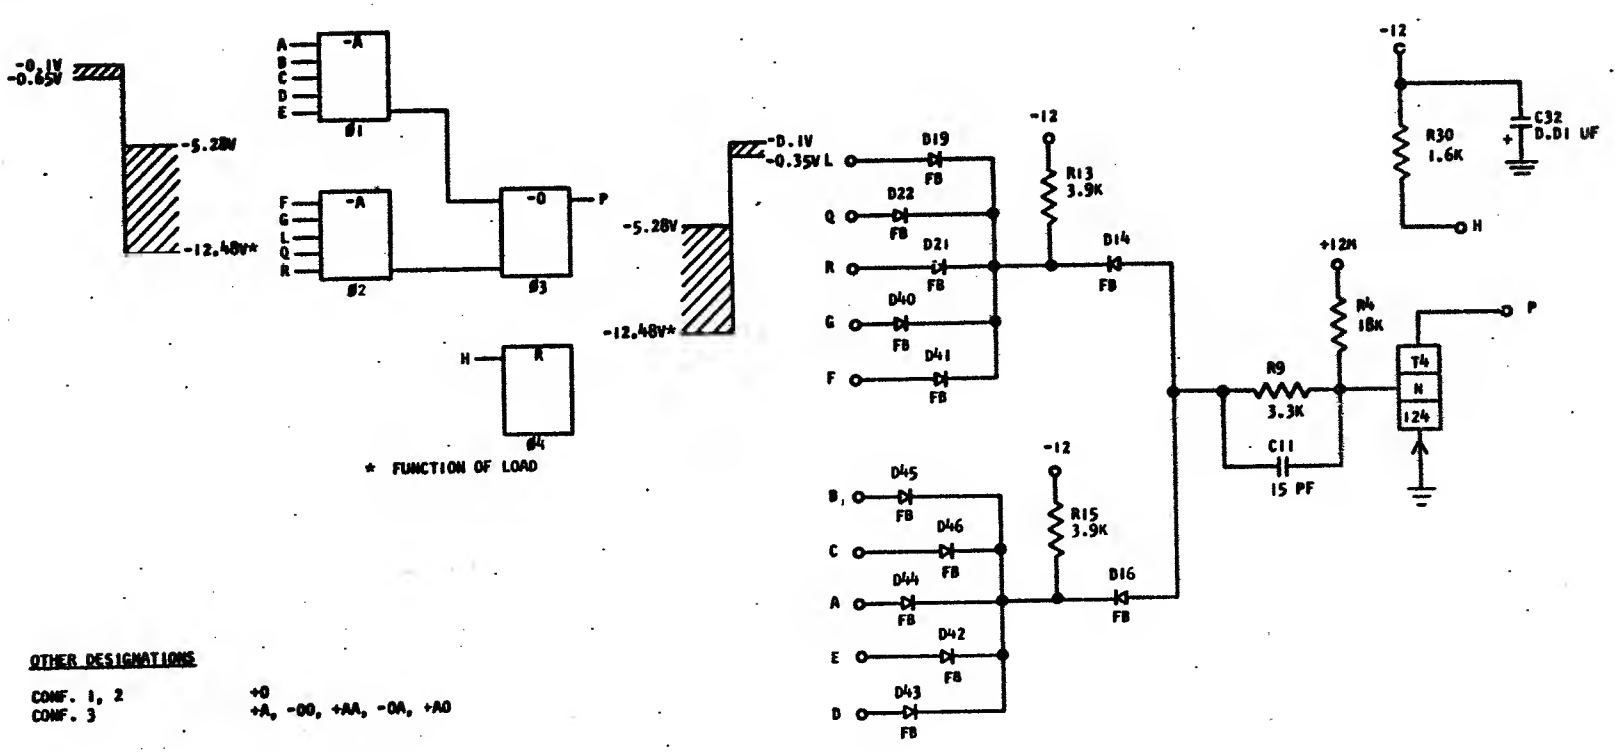 -0.1V
-0.65V
-5.28V
-12.48V*
A
B
C
D
E
-A
Ø1
F
G
L
Q
R
-A
Ø2
-O
P
Ø3
H
R
Ø4
* FUNCTION OF LOAD
-0.1V
-0.35V
-5.28V
-12.48V*
L
D19
FB
Q
D22
FB
R
D21
FB
G
D40
FB
F
D41
FB
-12
R13
3.9K
D14
FB
B
D45
FB
C
D46
FB
A
D44
FB
E
D42
FB
D
D43
FB
-12
R15
3.9K
D16
FB
-12
R30
1.6K
C32
+
0.01 UF
H
+12M
R4
18K
P
R9
3.3K
C11
15 PF
T4
N
124
OTHER DESIGNATIONS
CONF. 1, 2 +O
CONF. 3 +A, -OO, +AA, -OA, +AO